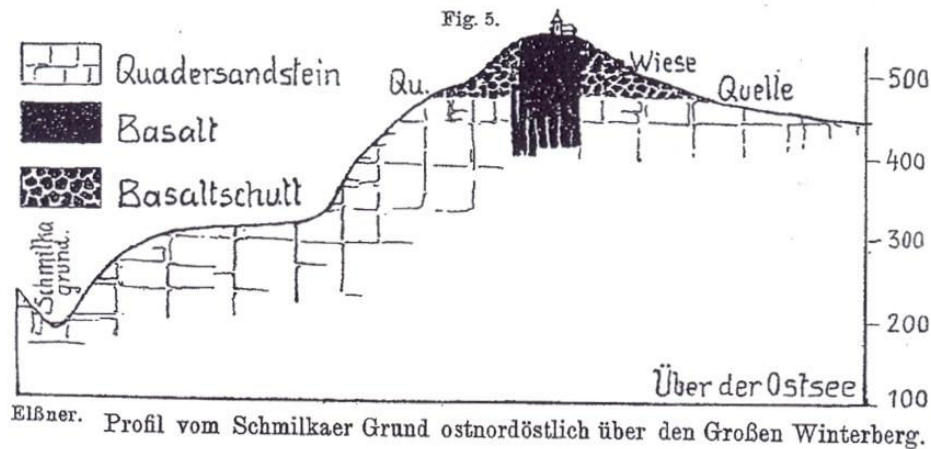 Fig. 5.
Quadersandstein
Basalt
Basaltschutt
Schmilka
grund.
Qu.
Wiese
Quelle
500
400
300
200
100
Über der Ostsee
Elßner.
Profil vom Schmilkaer Grund ostnordöstlich über den Großen Winterberg.